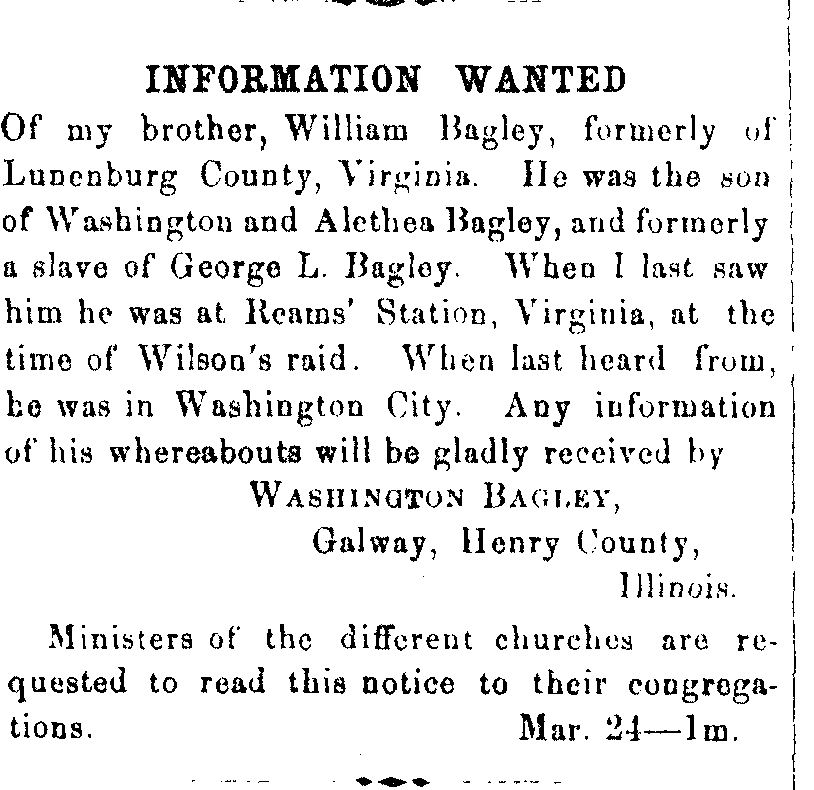 INFORMATION WANTED
Of my brother, William Bagley, formerly of
Lunenburg County, Virginia. He was the son
of Washington and Alethea Bagley, and formerly
a slave of George L. Bagley. When I last saw
him he was at Reams' Station, Virginia, at the
time of Wilson's raid. When last heard from,
he was in Washington City. Any information
of his whereabouts will be gladly received by
WASHINGTON BAGLEY,
Galway, Henry County,
Illinois.
Ministers of the different churches are re-
quested to read this notice to their congrega-
tions. Mar. 24—1m.